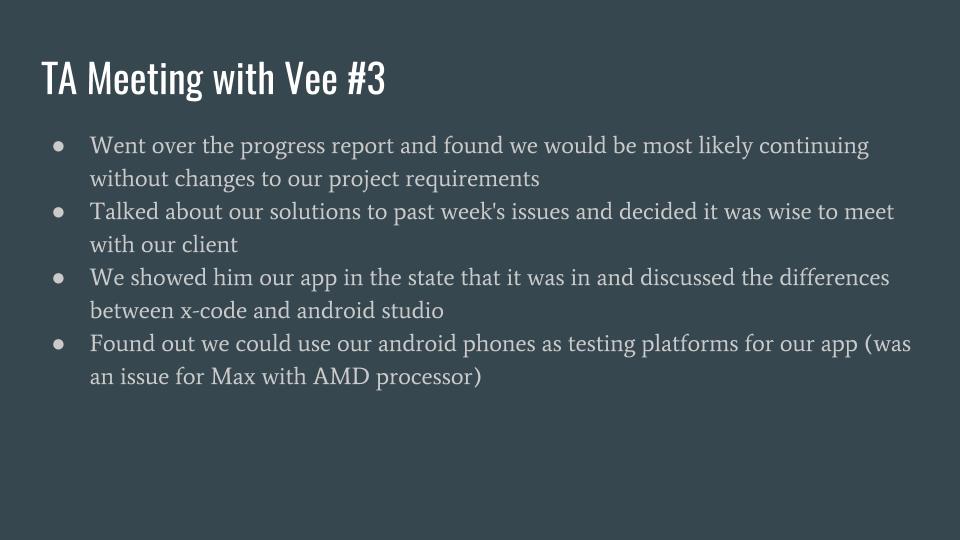 TA Meeting with Vee #3
● Went over the progress report and found we would be most likely continuing
without changes to our project requirements
● Talked about our solutions to past week's issues and decided it was wise to meet
with our client
● We showed him our app in the state that it was in and discussed the differences
between x-code and android studio
● Found out we could use our android phones as testing platforms for our app (was
an issue for Max with AMD processor)